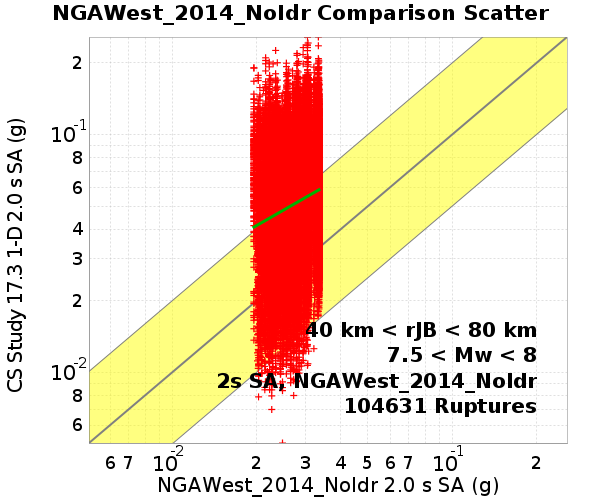 NGAWest_2014_NoIdr Comparison Scatter
CS Study 17.3 1-D 2.0 s SA (g)
2
10-1
8
6
4
3
2
10-2
8
6
40 km < rJB < 80 km
7.5 < Mw < 8
2s SA, NGAWest_2014_NoIdr
104631 Ruptures
6 7 10-2 2 3 4 5 6 7 10-1 2
NGAWest_2014_NoIdr 2.0 s SA (g)